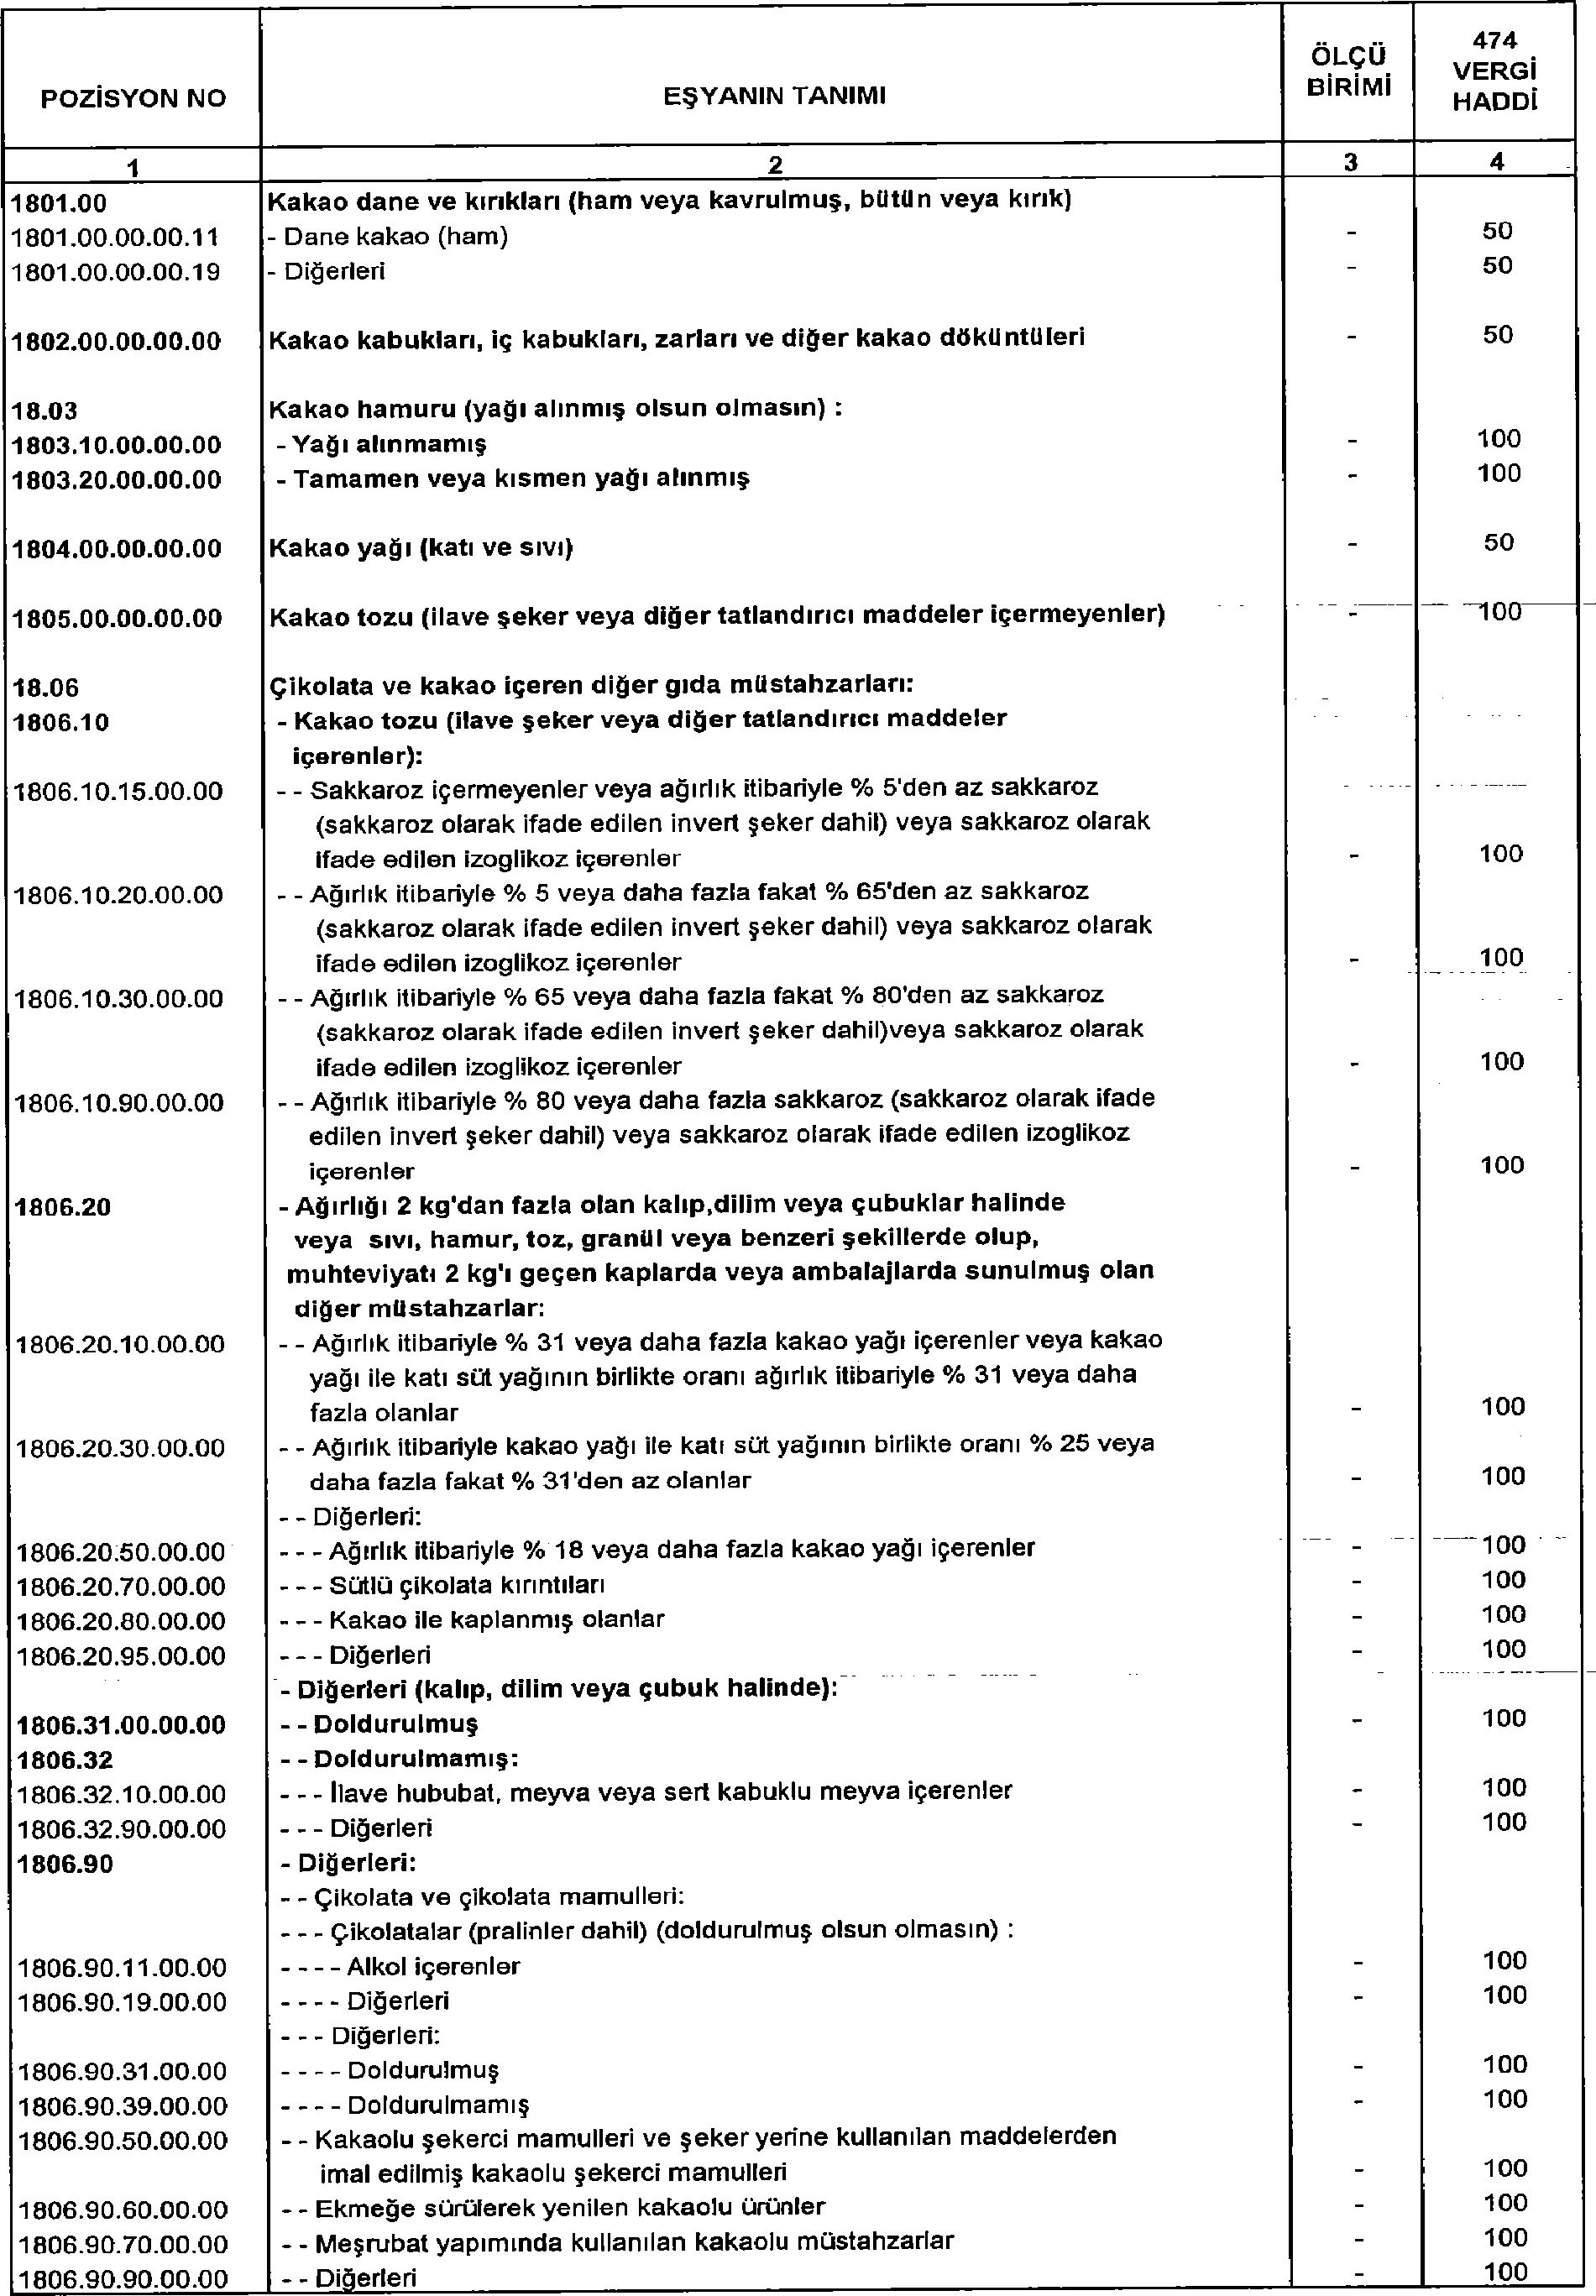 POZİSYON NO EŞYANIN TANIMI ÖLÇÜ BİRİMİ 474 VERGİ HADDİ
1 2 3 4
1801.00 Kakao dane ve kırıkları (ham veya kavrulmuş, bütün veya kırık)
1801.00.00.00.11 - Dane kakao (ham) - 50
1801.00.00.00.19 - Diğerleri - 50
1802.00.00.00.00 Kakao kabukları, iç kabukları, zarları ve diğer kakao döküntüleri - 50
18.03 Kakao hamuru (yağı alınmış olsun olmasın) :
1803.10.00.00.00 - Yağı alınmamış - 100
1803.20.00.00.00 - Tamamen veya kısmen yağı alınmış - 100
1804.00.00.00.00 Kakao yağı (katı ve sıvı) - 50
1805.00.00.00.00 Kakao tozu (ilave şeker veya diğer tatlandırıcı maddeler içermeyenler) - 100
18.06 Çikolata ve kakao içeren diğer gıda müstahzarları:
1806.10 - Kakao tozu (ilave şeker veya diğer tatlandırıcı maddeler
içerenler):
1806.10.15.00.00 - - Sakkaroz içermeyenler veya ağırlık itibariyle % 5'den az sakkaroz
(sakkaroz olarak ifade edilen invert şeker dahil) veya sakkaroz olarak
ifade edilen izoglikoz içerenler - 100
1806.10.20.00.00 - - Ağırlık itibariyle % 5 veya daha fazla fakat % 65'den az sakkaroz
(sakkaroz olarak ifade edilen invert şeker dahil) veya sakkaroz olarak
ifade edilen izoglikoz içerenler - 100
1806.10.30.00.00 - - Ağırlık itibariyle % 65 veya daha fazla fakat % 80'den az sakkaroz
(sakkaroz olarak ifade edilen invert şeker dahil)veya sakkaroz olarak
ifade edilen izoglikoz içerenler - 100
1806.10.90.00.00 - - Ağırlık itibariyle % 80 veya daha fazla sakkaroz (sakkaroz olarak ifade
edilen invert şeker dahil) veya sakkaroz olarak ifade edilen izoglikoz
içerenler - 100
1806.20 - Ağırlığı 2 kg'dan fazla olan kalıp,dilim veya çubuklar halinde
veya sıvı, hamur, toz, granül veya benzeri şekillerde olup,
muhteviyatı 2 kg'ı geçen kaplarda veya ambalajlarda sunulmuş olan
diğer müstahzarlar:
1806.20.10.00.00 - - Ağırlık itibariyle % 31 veya daha fazla kakao yağı içerenler veya kakao
yağı ile katı süt yağının birlikte oranı ağırlık itibariyle % 31 veya daha
fazla olanlar - 100
1806.20.30.00.00 - - Ağırlık itibariyle kakao yağı ile katı süt yağının birlikte oranı % 25 veya
daha fazla fakat % 31'den az olanlar - 100
- - Diğerleri:
1806.20.50.00.00 - - - Ağırlık itibariyle % 18 veya daha fazla kakao yağı içerenler - 100
1806.20.70.00.00 - - - Sütlü çikolata kırıntıları - 100
1806.20.80.00.00 - - - Kakao ile kaplanmış olanlar - 100
1806.20.95.00.00 - - - Diğerleri - 100
- Diğerleri (kalıp, dilim veya çubuk halinde):
1806.31.00.00.00 - - Doldurulmuş - 100
1806.32 - - Doldurulmamış:
1806.32.10.00.00 - - - İlave hububat, meyva veya sert kabuklu meyva içerenler - 100
1806.32.90.00.00 - - - Diğerleri - 100
1806.90 - Diğerleri:
- - Çikolata ve çikolata mamulleri:
- - - Çikolatalar (pralinler dahil) (doldurulmuş olsun olmasın) :
1806.90.11.00.00 - - - - Alkol içerenler - 100
1806.90.19.00.00 - - - - Diğerleri - 100
- - - Diğerleri:
1806.90.31.00.00 - - - - Doldurulmuş - 100
1806.90.39.00.00 - - - - Doldurulmamış - 100
1806.90.50.00.00 - - Kakaolu şekerci mamulleri ve şeker yerine kullanılan maddelerden
imal edilmiş kakaolu şekerci mamulleri - 100
1806.90.60.00.00 - - Ekmeğe sürülerek yenilen kakaolu ürünler - 100
1806.90.70.00.00 - - Meşrubat yapımında kullanılan kakaolu müstahzarlar - 100
1806.90.90.00.00 - - Diğerleri - 100